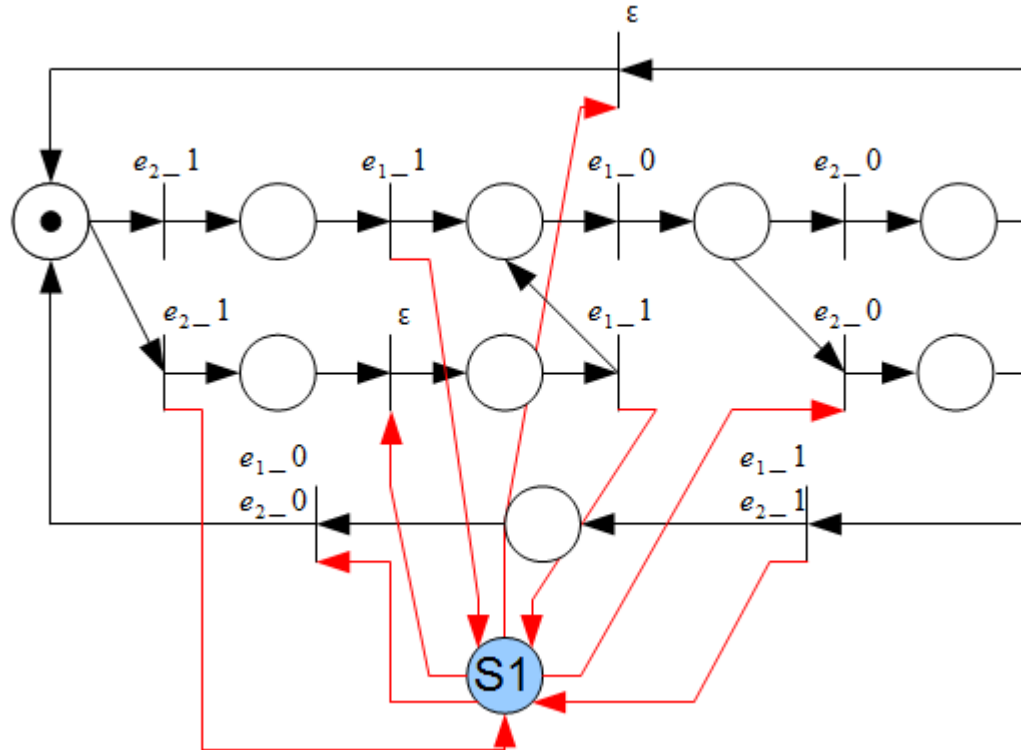 ε
e₂_1 e₁_1 e₁_0 e₂_0
e₂_1 ε e₁_1 e₂_0
e₁_0 e₁_1
e₂_0 e₂_1
S1